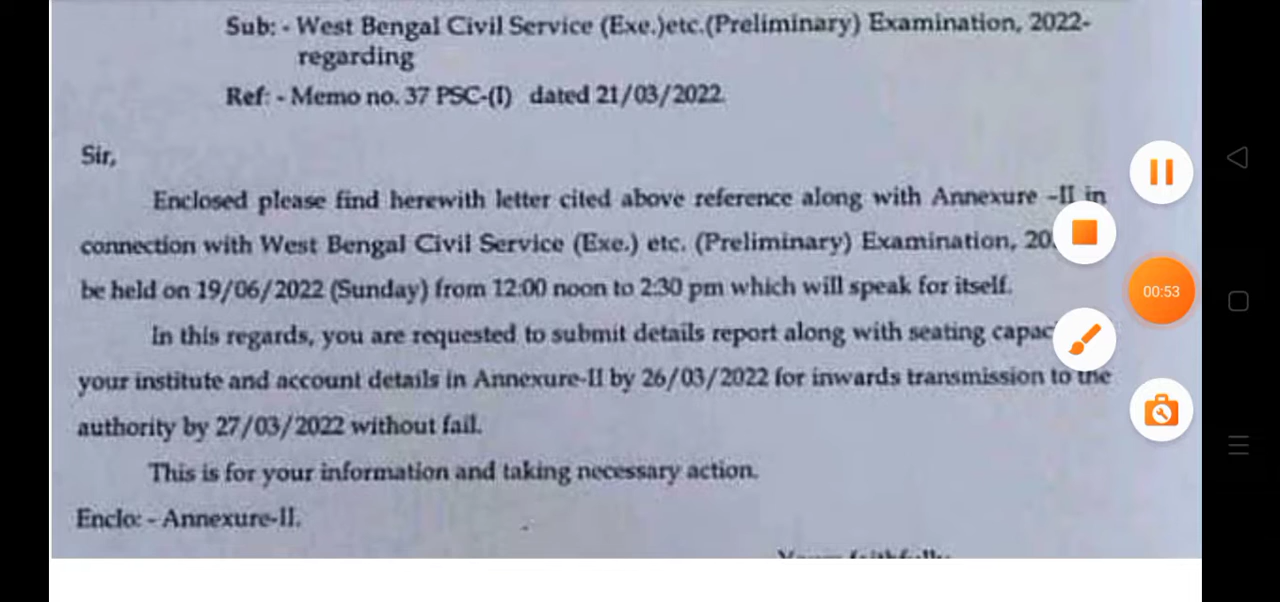 Sub: - West Bengal Civil Service (Exe.)etc.(Preliminary) Examination, 2022-
regarding
Ref: - Memo no. 37 PSC-(I) dated 21/03/2022.
Sir,
Enclosed please find herewith letter cited above reference along with Annexure -II in
connection with West Bengal Civil Service (Exe.) etc. (Preliminary) Examination,
be held on 19/06/2022 (Sunday) from 12:00 noon to 2:30 pm which will speak for itself.
In this regards, you are requested to submit details report along with seating
your institute and account details in Annexure-II by 26/03/2022 for inwards transmission to the
authority by 27/03/2022 without fail.
This is for your information and taking necessary action.
Enclo: - Annexure-II.
00:53